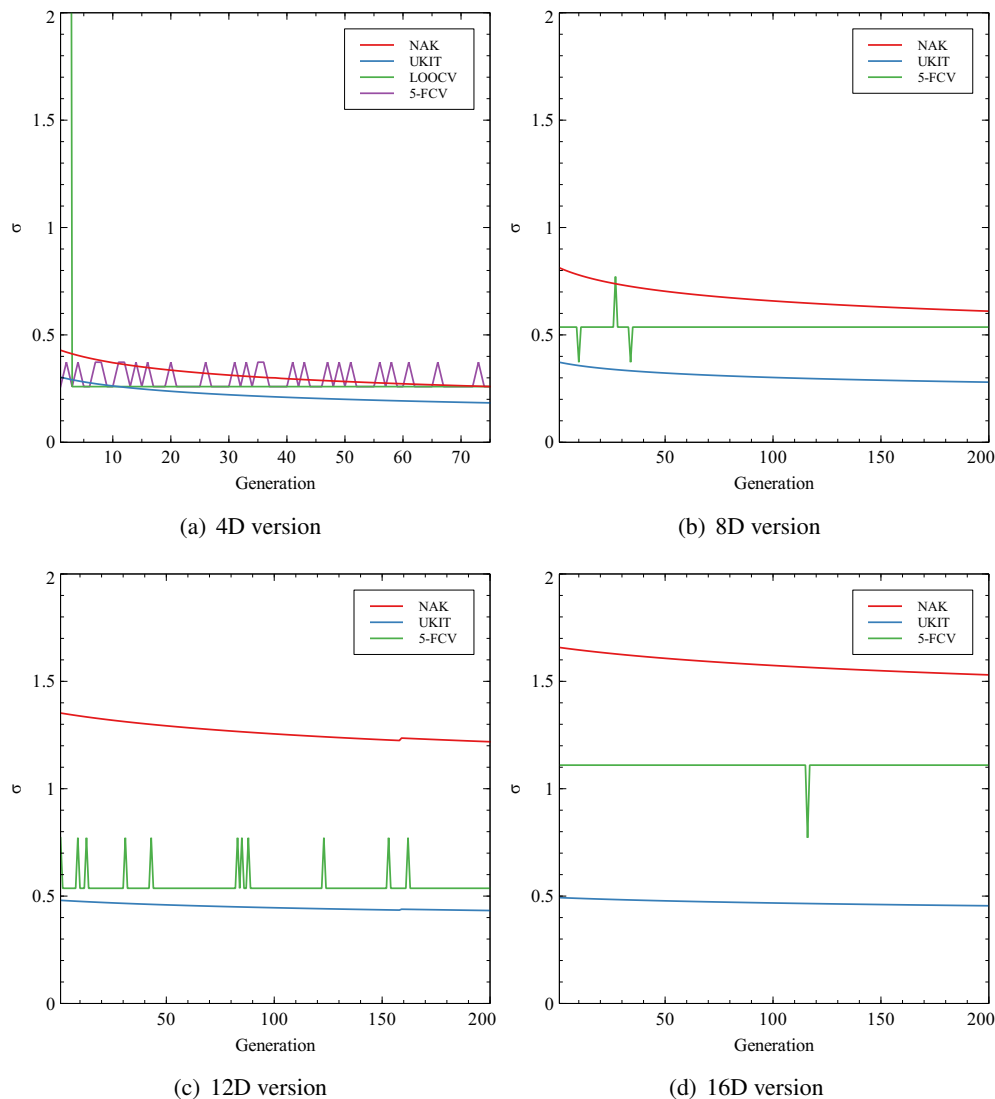 2
1.5
1
0.5
0
σ
NAK
UKIT
LOOCV
5-FCV
10 20 30 40 50 60 70
Generation
(a) 4D version
2
1.5
1
0.5
0
σ
NAK
UKIT
5-FCV
50 100 150 200
Generation
(b) 8D version
2
1.5
1
0.5
0
σ
NAK
UKIT
5-FCV
50 100 150 200
Generation
(c) 12D version
2
1.5
1
0.5
0
σ
NAK
UKIT
5-FCV
50 100 150 200
Generation
(d) 16D version